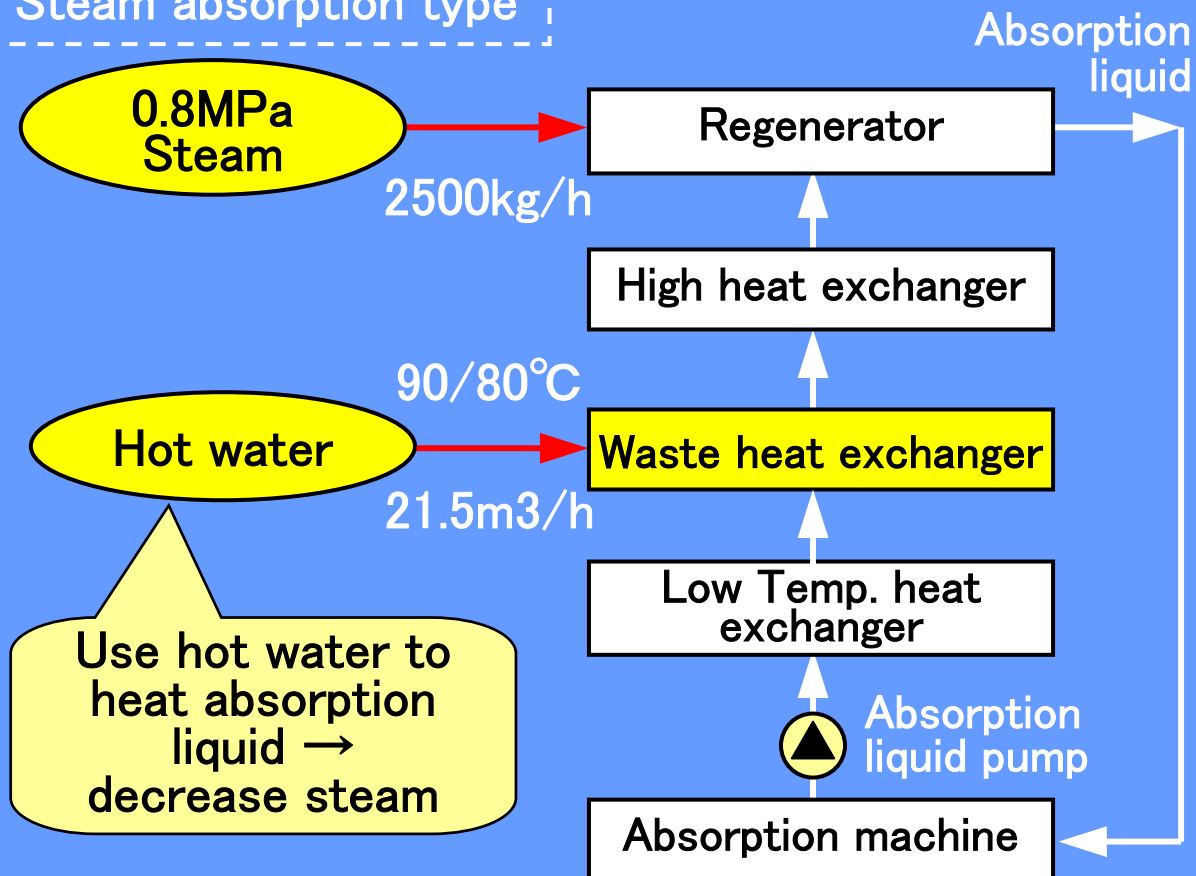 Steam absorption type
Absorption
liquid
0.8MPa
Steam
Regenerator
2500kg/h
High heat exchanger
90/80℃
Hot water
Waste heat exchanger
21.5m3/h
Low Temp. heat
exchanger
Use hot water to
heat absorption
liquid →
decrease steam
Absorption
liquid pump
Absorption machine